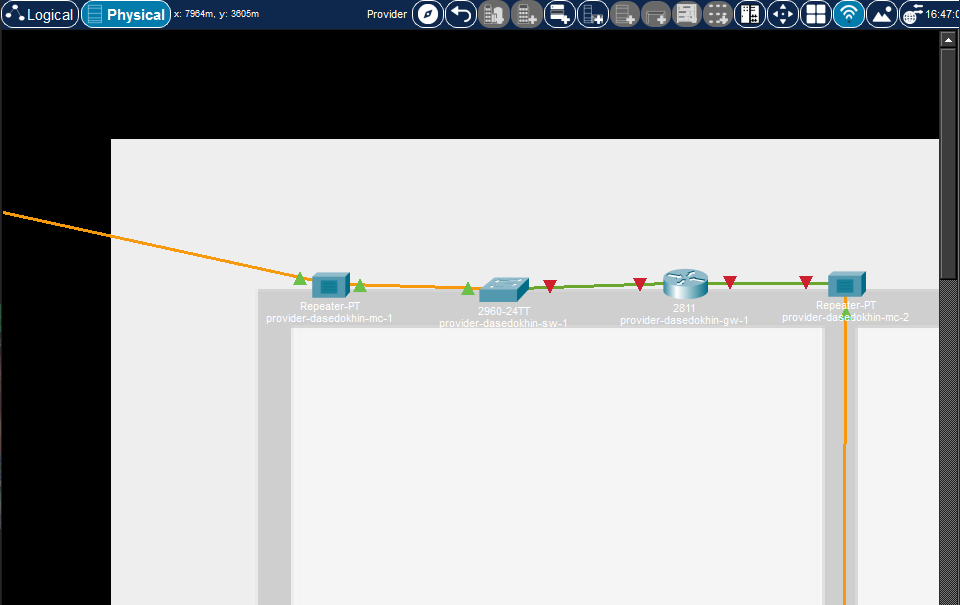 Logical
Physical
x: 7964m, y: 3605m
Provider
16:47:0
Repeater-PT
provider-dasedokhin-mc-1
2960-24TT
provider-dasedokhin-sw-1
2811
provider-dasedokhin-gw-1
Repeater-PT
provider-dasedokhin-mc-2